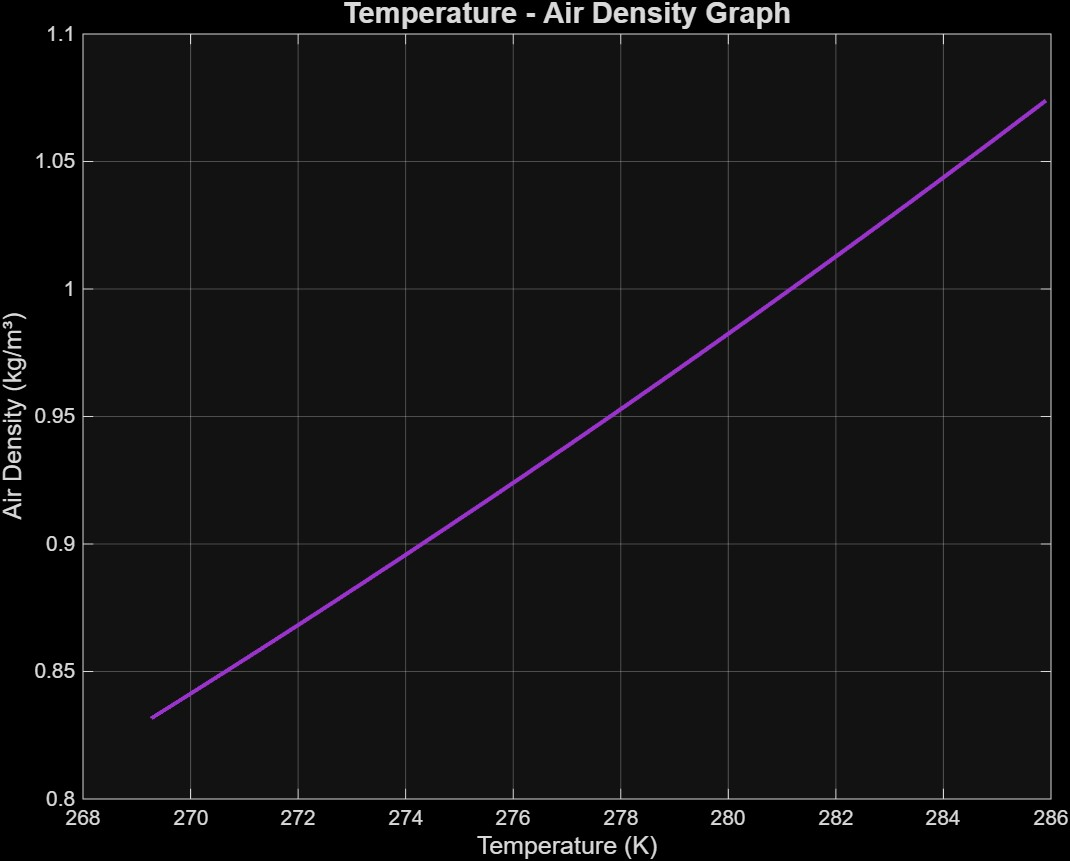 Temperature - Air Density Graph
1.1
1.05
1
0.95
0.9
0.85
0.8
Air Density (kg/m³)
268 270 272 274 276 278 280 282 284 286
Temperature (K)